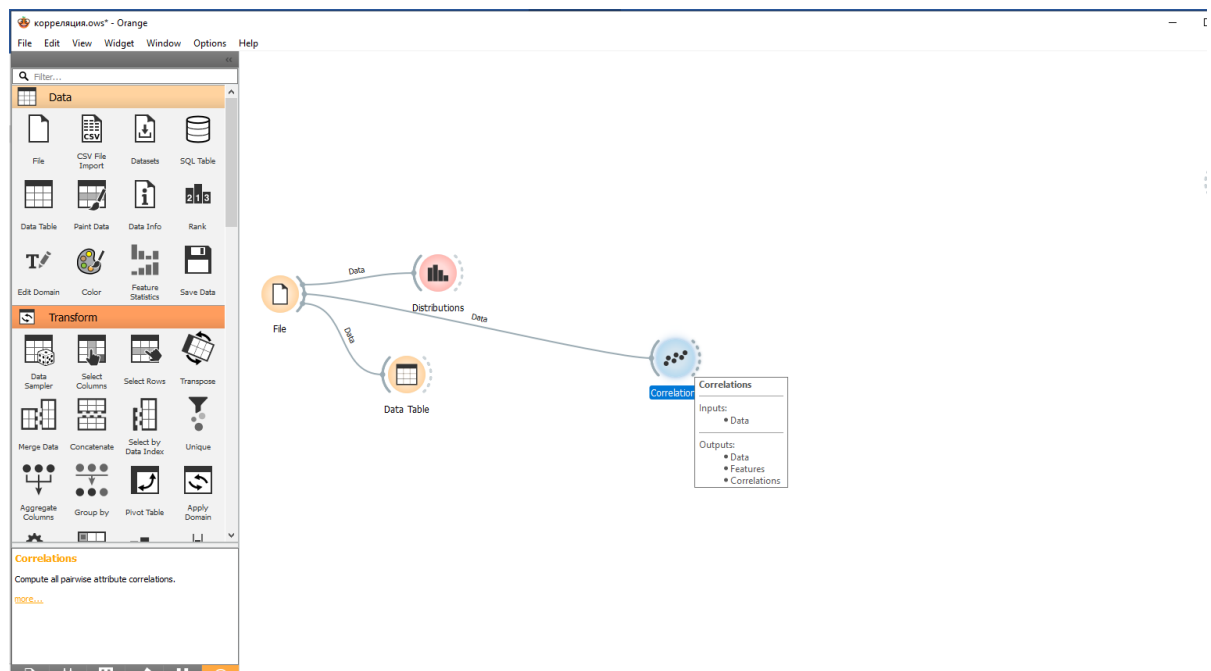 корреляция.ows* - Orange
File Edit View Widget Window Options Help
Filter...
Data
File
CSV File Import
Datasets
SQL Table
Data Table
Paint Data
Data Info
Rank
Edit Domain
Color
Feature Statistics
Save Data
Transform
Data Sampler
Select Columns
Select Rows
Transpose
Merge Data
Concatenate
Select by Data Index
Unique
Aggregate Columns
Group by
Pivot Table
Apply Domain
Correlations
Compute all pairwise attribute correlations.
more...
File
Data
Data
Data
Distributions
Data Table
Correlation
Correlations
Inputs:
• Data
Outputs:
• Data
• Features
• Correlations